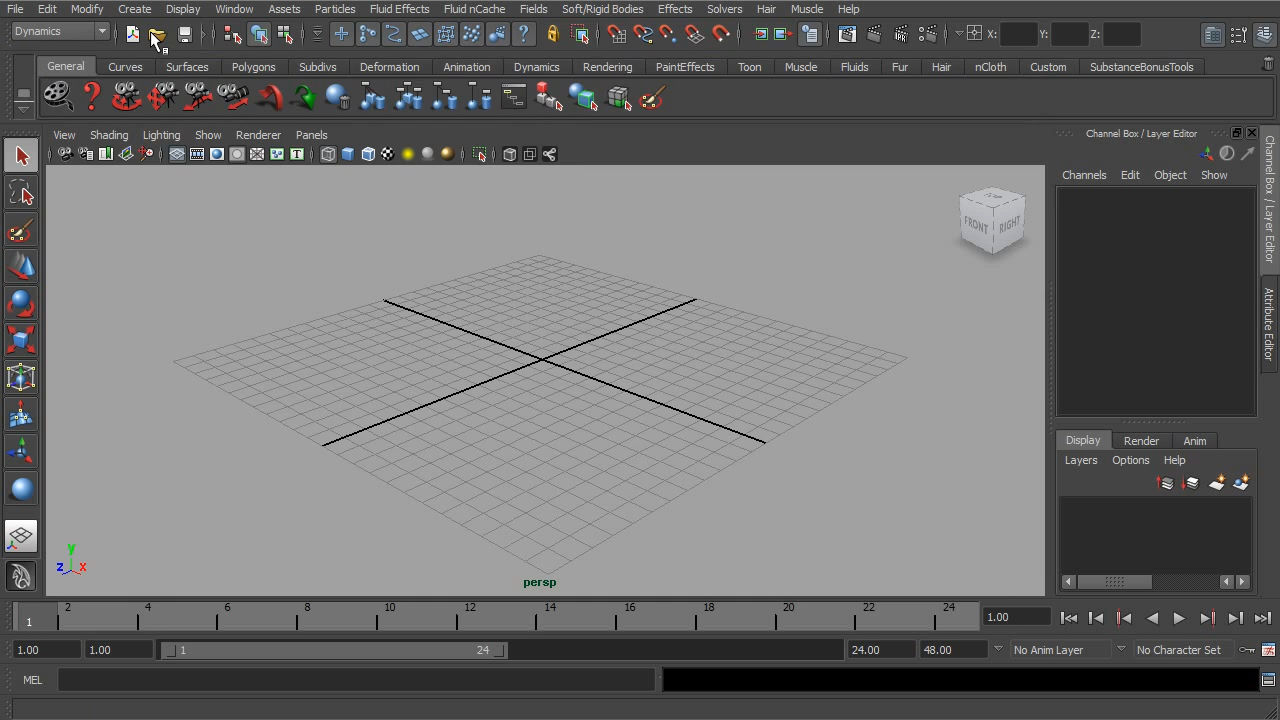 File Edit Modify Create Display Window Assets Particles Fluid Effects Fluid nCache Fields Soft/Rigid Bodies Effects Solvers Hair Muscle Help
Dynamics X: Y: Z:
General Curves Surfaces Polygons Subdivs Deformation Animation Dynamics Rendering PaintEffects Toon Muscle Fluids Fur Hair nCloth Custom SubstanceBonusTools
View Shading Lighting Show Renderer Panels
Channel Box / Layer Editor
Channels Edit Object Show
FRONT RIGHT
Channel Box / Layer Editor
Attribute Editor
Display Render Anim
Layers Options Help
y
z x
persp
1 2 4 6 8 10 12 14 16 18 20 22 24 1.00
1.00 1.00 1 24 24.00 48.00 No Anim Layer No Character Set
MEL